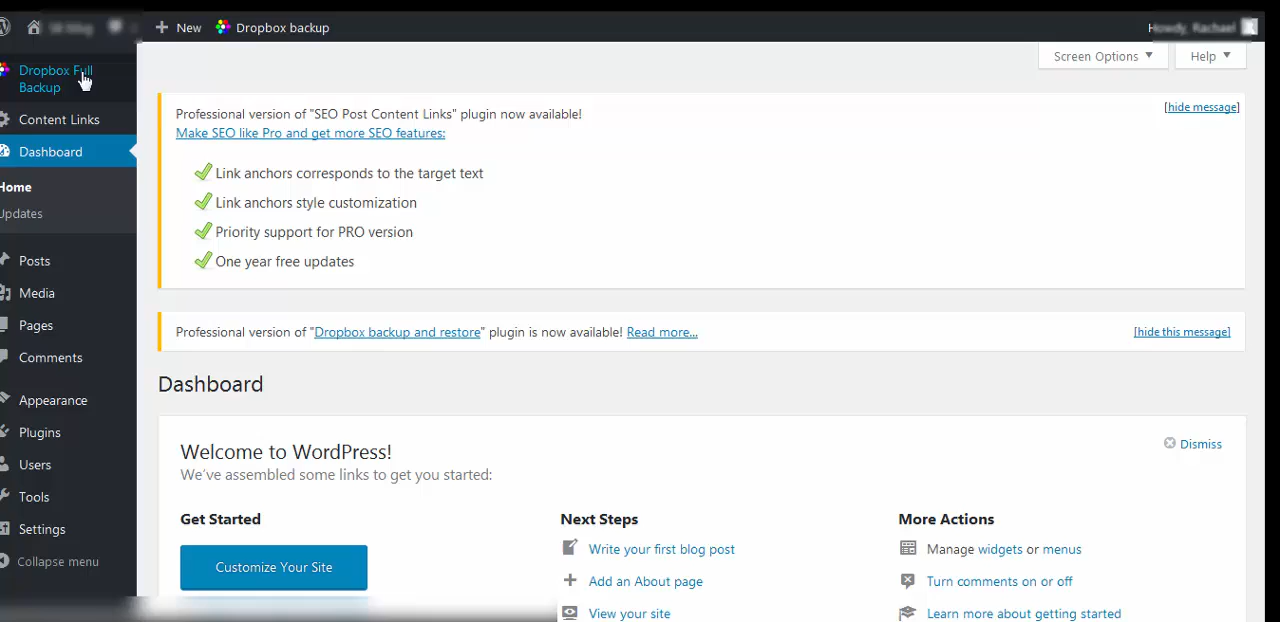 New Dropbox backup
Howdy, Rachael
Screen Options Help
Dropbox Full
Backup
Content Links
Dashboard
Home
Updates
Posts
Media
Pages
Comments
Appearance
Plugins
Users
Tools
Settings
Collapse menu
Professional version of "SEO Post Content Links" plugin now available!
[hide message]
Make SEO like Pro and get more SEO features:
Link anchors corresponds to the target text
Link anchors style customization
Priority support for PRO version
One year free updates
Professional version of "Dropbox backup and restore" plugin is now available! Read more...
[hide this message]
Dashboard
Welcome to WordPress!
Dismiss
We've assembled some links to get you started:
Get Started
Customize Your Site
Next Steps
Write your first blog post
Add an About page
View your site
More Actions
Manage widgets or menus
Turn comments on or off
Learn more about getting started